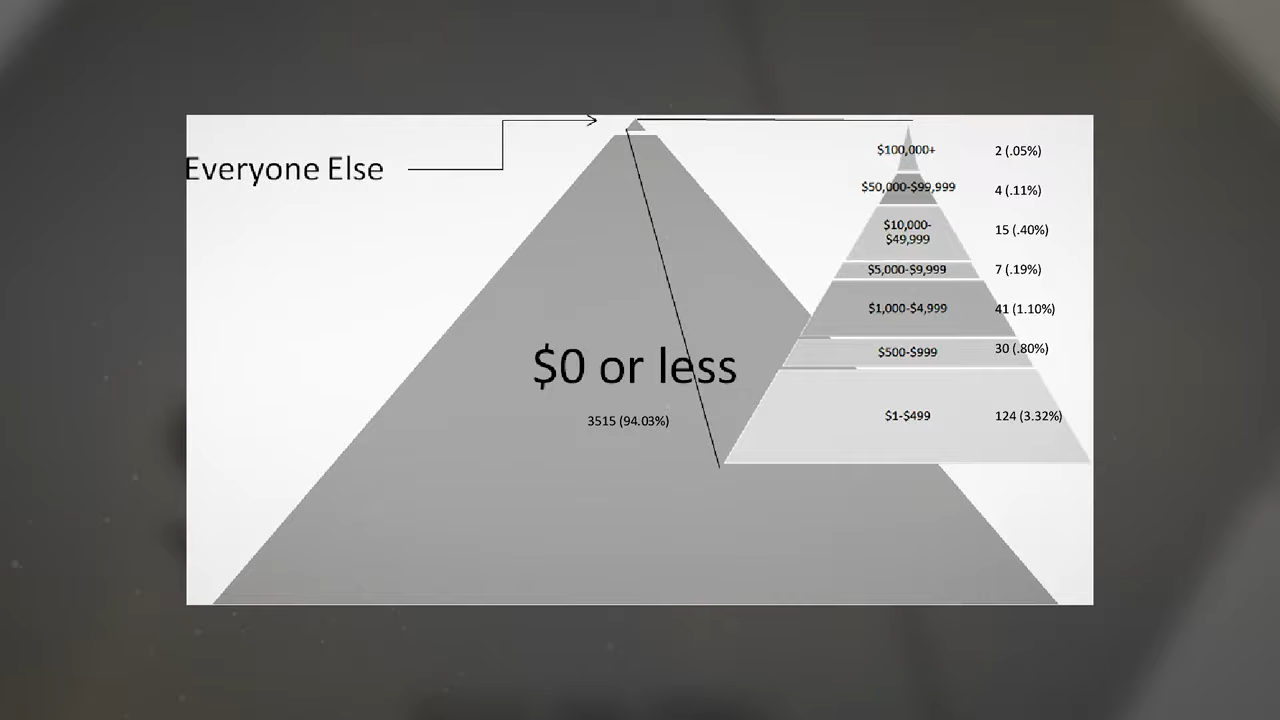 Everyone Else
$100,000+ 2 (.05%)
$50,000-$99,999 4 (.11%)
$10,000-
$49,999 15 (.40%)
$5,000-$9,999 7 (.19%)
$1,000-$4,999 41 (1.10%)
$500-$999 30 (.80%)
$1-$499 124 (3.32%)
$0 or less
3515 (94.03%)